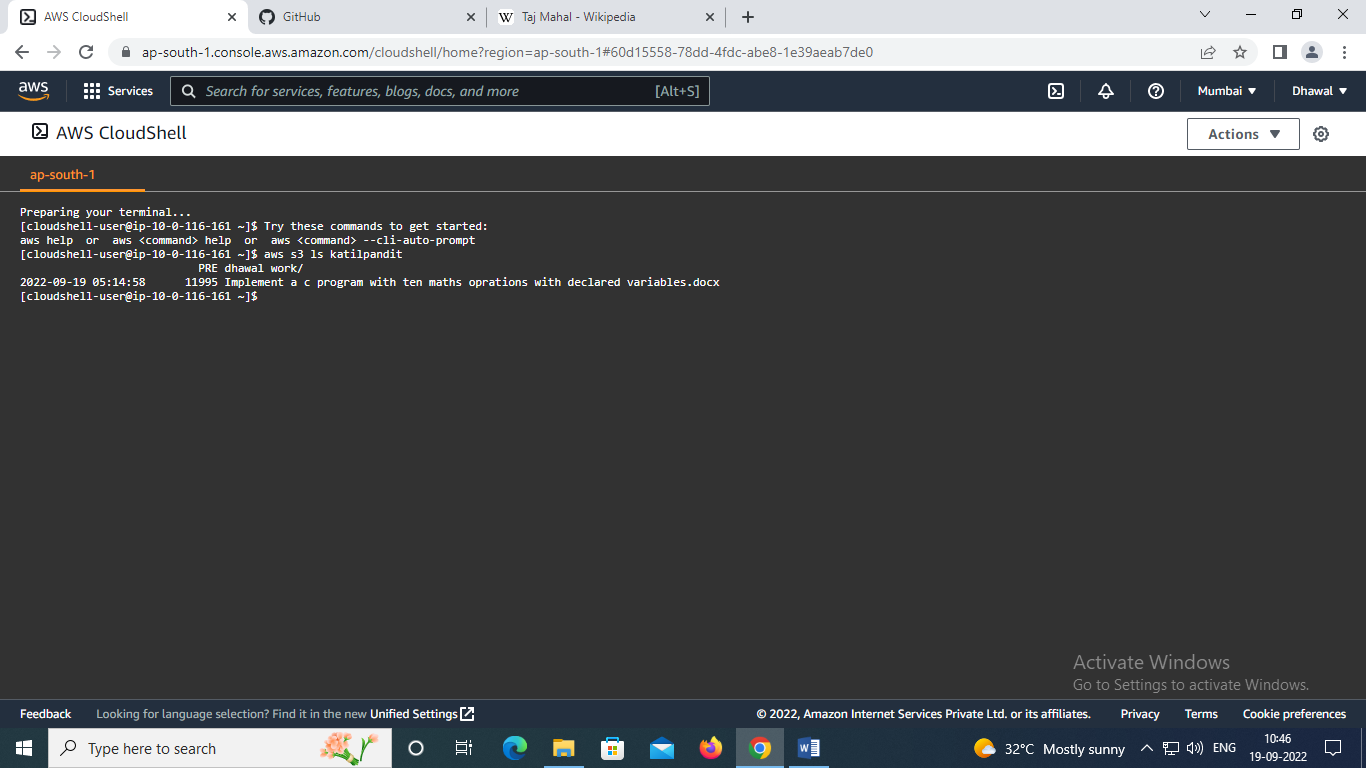 AWS CloudShell
GitHub
Taj Mahal - Wikipedia
ap-south-1.console.aws.amazon.com/cloudshell/home?region=ap-south-1#60d15558-78dd-4fdc-abe8-1e39aeab7de0
aws
Services
Search for services, features, blogs, docs, and more
[Alt+S]
Mumbai
Dhawal
AWS CloudShell
Actions
ap-south-1
Preparing your terminal...
[cloudshell-user@ip-10-0-116-161 ~]$ Try these commands to get started:
aws help  or  aws <command> help  or  aws <command> --cli-auto-prompt
[cloudshell-user@ip-10-0-116-161 ~]$ aws s3 ls katilpandit
                           PRE dhawal work/
2022-09-19 05:14:58      11995 Implement a c program with ten maths oprations with declared variables.docx
[cloudshell-user@ip-10-0-116-161 ~]$
Activate Windows
Go to Settings to activate Windows.
Feedback
Looking for language selection? Find it in the new Unified Settings
© 2022, Amazon Internet Services Private Ltd. or its affiliates.
Privacy
Terms
Cookie preferences
Type here to search
32°C Mostly sunny
ENG
10:46
19-09-2022